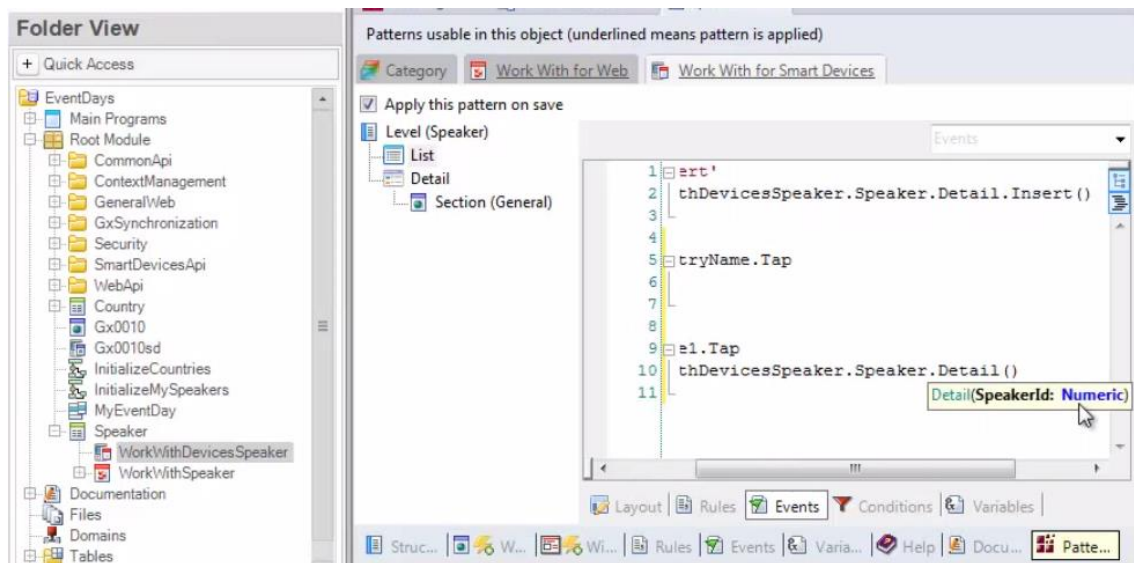 Folder View
+ Quick Access
EventDays
Main Programs
Root Module
CommonApi
ContextManagement
GeneralWeb
GxSynchronization
Security
SmartDevicesApi
WebApi
Country
Gx0010
Gx0010sd
InitializeCountries
InitializeMySpeakers
MyEventDay
Speaker
WorkWithDevicesSpeaker
WorkWithSpeaker
Documentation
Files
Domains
Tables
Patterns usable in this object (underlined means pattern is applied)
Category Work With for Web Work With for Smart Devices
Apply this pattern on save
Level (Speaker)
List
Detail
Section (General)
Events
1 ert'
2 thDevicesSpeaker.Speaker.Detail.Insert()
3
4
5 tryName.Tap
6
7
8
9 e1.Tap
10 thDevicesSpeaker.Speaker.Detail()
11
Detail(SpeakerId: Numeric)
Layout Rules Events Conditions Variables
Struc... W... Wi... Rules Events Varia... Help Docu... Patte...